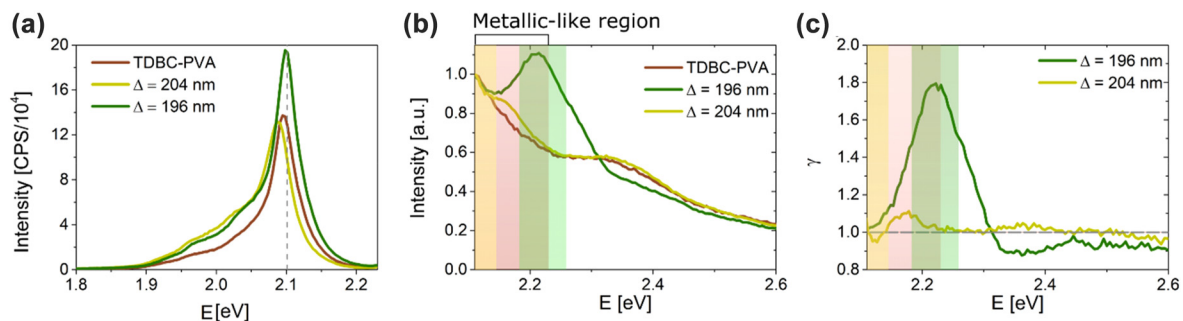 (a)
Intensity [CPS/10⁴]
20
16
12
8
4
0
TDBC-PVA
Δ = 204 nm
Δ = 196 nm
1.8
1.9
2.0
2.1
2.2
E [eV]
(b)
Metallic-like region
Intensity [a.u.]
1.0
0.8
0.6
0.4
0.2
0.0
TDBC-PVA
Δ = 196 nm
Δ = 204 nm
2.2
2.4
2.6
E [eV]
(c)
γ
2.0
1.8
1.6
1.4
1.2
1.0
0.8
Δ = 196 nm
Δ = 204 nm
2.2
2.4
2.6
E [eV]